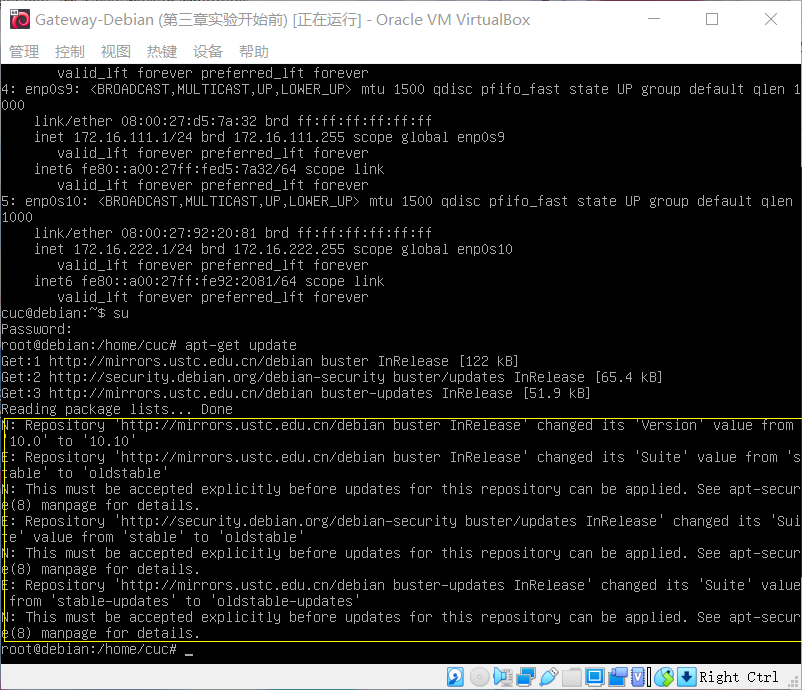 Gateway-Debian (第三章实验开始前) [正在运行] - Oracle VM VirtualBox
管理 控制 视图 热键 设备 帮助
valid_lft forever preferred_lft forever
4: enp0s9: <BROADCAST,MULTICAST,UP,LOWER_UP> mtu 1500 qdisc pfifo_fast state UP group default qlen 1
000
link/ether 08:00:27:d5:7a:32 brd ff:ff:ff:ff:ff:ff
inet 172.16.111.1/24 brd 172.16.111.255 scope global enp0s9
valid_lft forever preferred_lft forever
inet6 fe80::a00:27ff:fed5:7a32/64 scope link
valid_lft forever preferred_lft forever
5: enp0s10: <BROADCAST,MULTICAST,UP,LOWER_UP> mtu 1500 qdisc pfifo_fast state UP group default qlen
1000
link/ether 08:00:27:92:20:81 brd ff:ff:ff:ff:ff:ff
inet 172.16.222.1/24 brd 172.16.222.255 scope global enp0s10
valid_lft forever preferred_lft forever
inet6 fe80::a00:27ff:fe92:2081/64 scope link
valid_lft forever preferred_lft forever
cuc@debian:~$ su
Password:
root@debian:/home/cuc# apt-get update
Get:1 http://mirrors.ustc.edu.cn/debian buster InRelease [122 kB]
Get:2 http://security.debian.org/debian-security buster/updates InRelease [65.4 kB]
Get:3 http://mirrors.ustc.edu.cn/debian buster-updates InRelease [51.9 kB]
Reading package lists... Done
N: Repository 'http://mirrors.ustc.edu.cn/debian buster InRelease' changed its 'Version' value from
'10.0' to '10.10'
E: Repository 'http://mirrors.ustc.edu.cn/debian buster InRelease' changed its 'Suite' value from 's
table' to 'oldstable'
N: This must be accepted explicitly before updates for this repository can be applied. See apt-secur
e(8) manpage for details.
E: Repository 'http://security.debian.org/debian-security buster/updates InRelease' changed its 'Sui
te' value from 'stable' to 'oldstable'
N: This must be accepted explicitly before updates for this repository can be applied. See apt-secur
e(8) manpage for details.
E: Repository 'http://mirrors.ustc.edu.cn/debian buster-updates InRelease' changed its 'Suite' value
from 'stable-updates' to 'oldstable-updates'
N: This must be accepted explicitly before updates for this repository can be applied. See apt-secur
e(8) manpage for details.
root@debian:/home/cuc# _
Right Ctrl